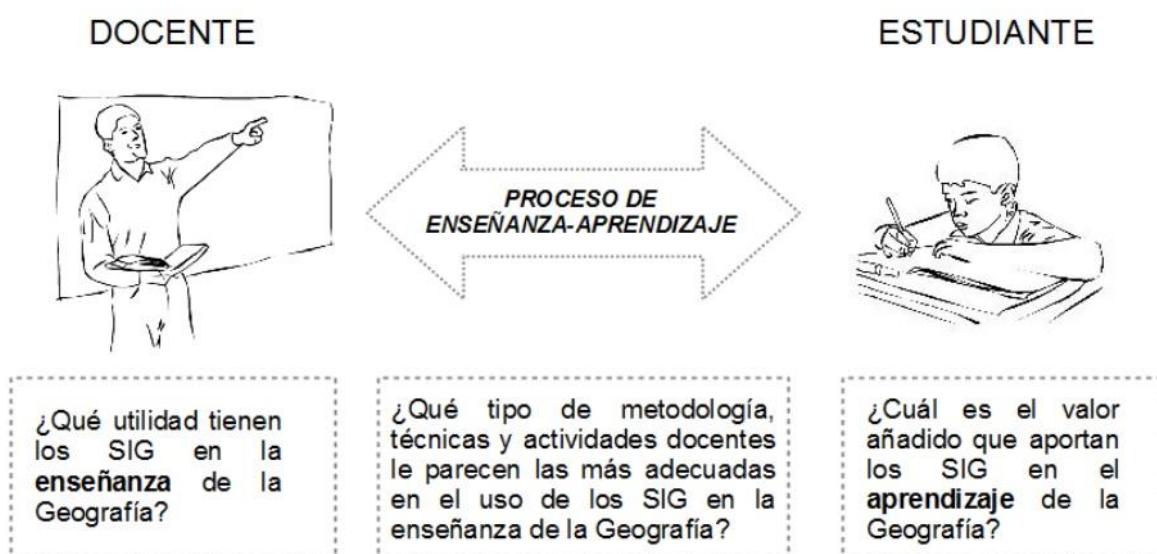 DOCENTE
ESTUDIANTE
PROCESO DE
ENSEÑANZA-APRENDIZAJE
¿Qué utilidad tienen
los SIG en la
enseñanza de la
Geografía?
¿Qué tipo de metodología,
técnicas y actividades docentes
le parecen las más adecuadas
en el uso de los SIG en la
enseñanza de la Geografía?
¿Cuál es el valor
añadido que aportan
los SIG en el
aprendizaje de la
Geografía?